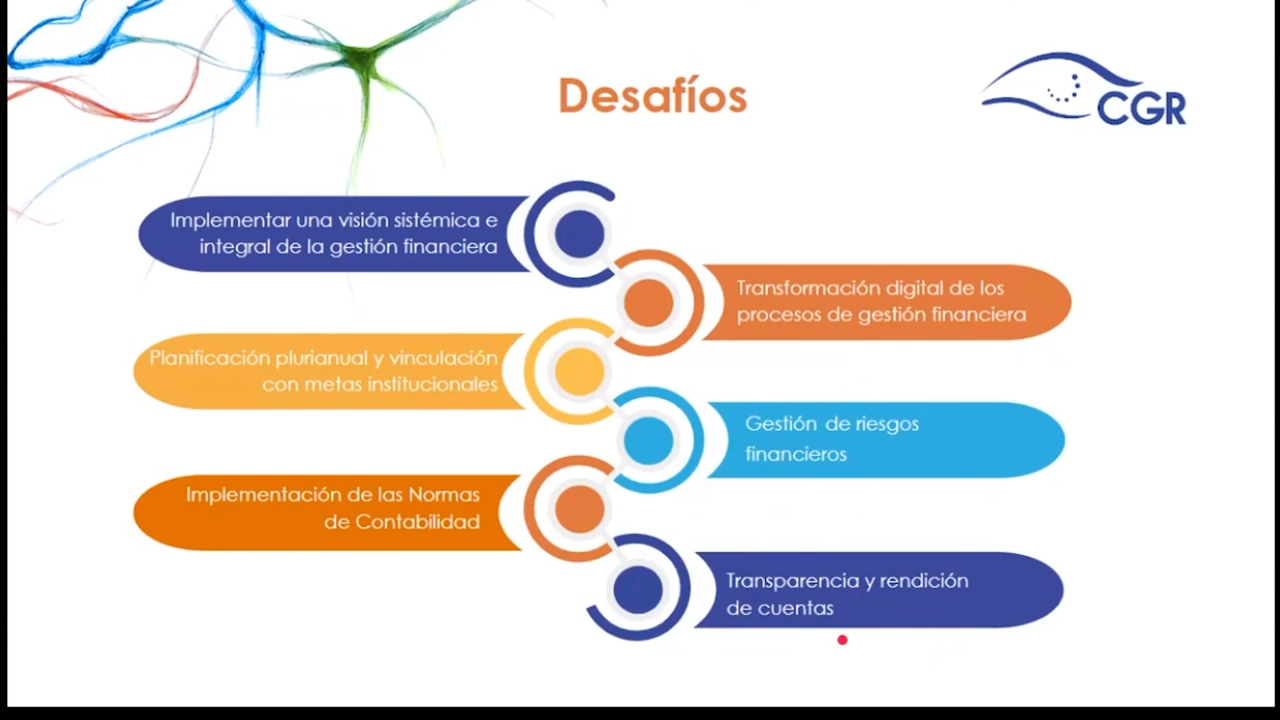 Desafíos
CGR
Implementar una visión sistémica e
integral de la gestión financiera
Transformación digital de los
procesos de gestión financiera
Planificación plurianual y vinculación
con metas institucionales
Gestión de riesgos
financieros
Implementación de las Normas
de Contabilidad
Transparencia y rendición
de cuentas